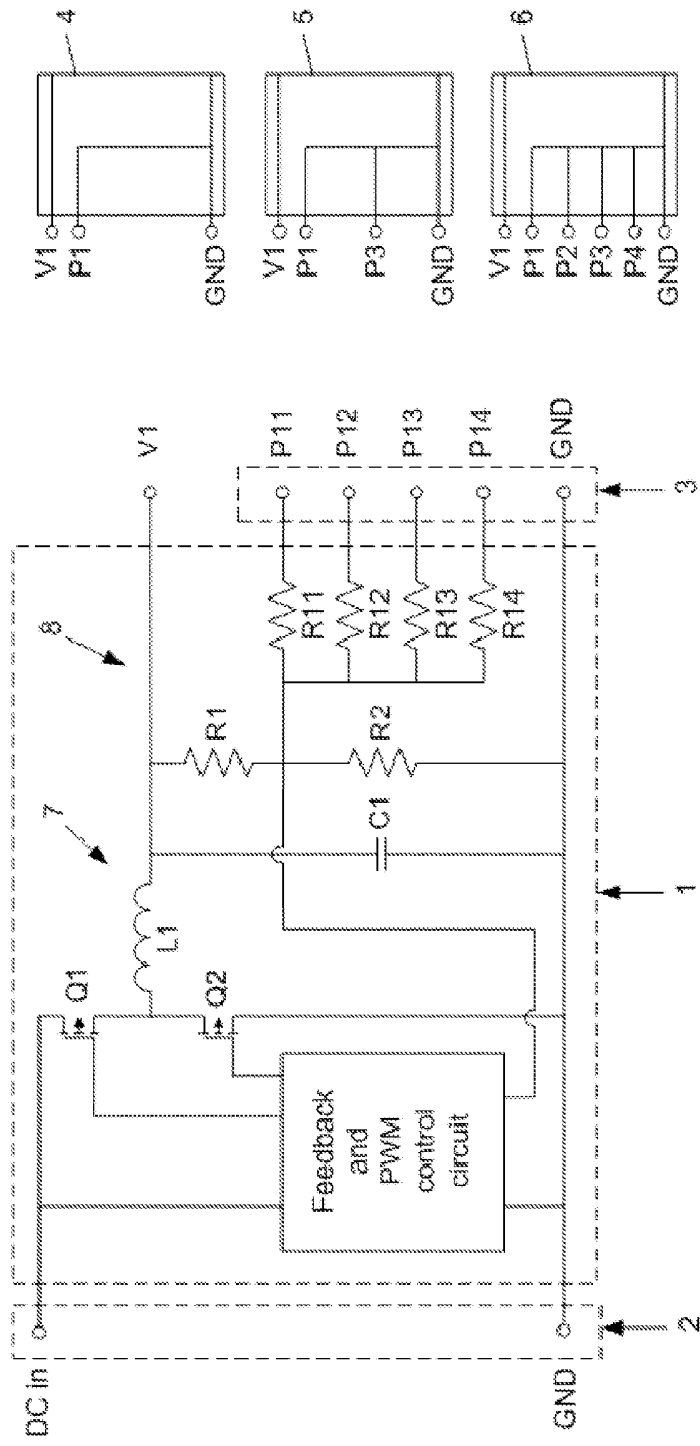 DC in
GND
2
Feedback
and
PWM
control
circuit
Q1
Q2
L1
7
8
C1
R1
R2
R11
R12
R13
R14
1
V1
P11
P12
P13
P14
GND
3
V1
P1
GND
4
V1
P1
P3
GND
5
V1
P1
P2
P3
P4
GND
6